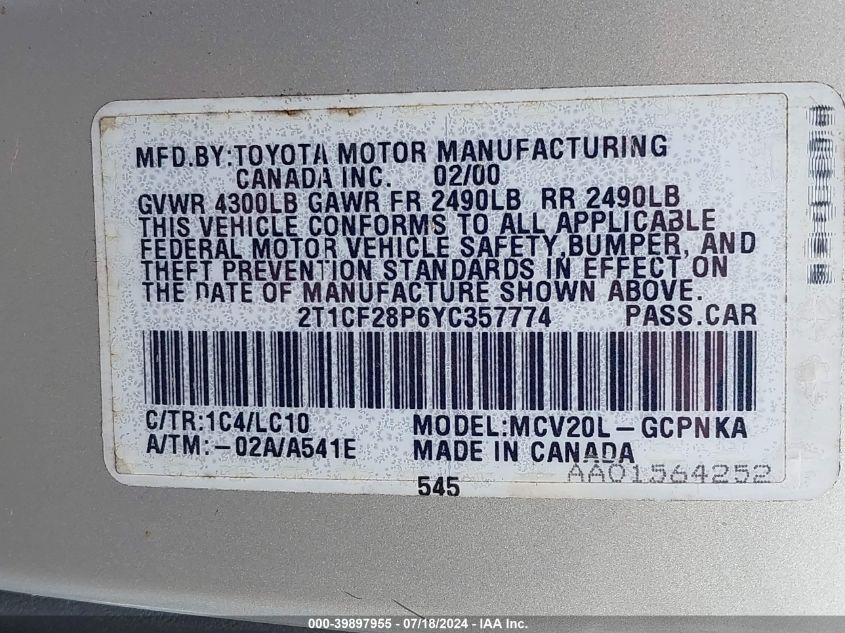 MFD.BY:TOYOTA MOTOR MANUFACTURING
CANADA INC. 02/00
GVWR 4300LB GAWR FR 2490LB RR 2490LB
THIS VEHICLE CONFORMS TO ALL APPLICABLE
FEDERAL MOTOR VEHICLE SAFETY,BUMPER, AND
THEFT PREVENTION STANDARDS IN EFFECT ON
THE DATE OF MANUFACTURE SHOWN ABOVE.
2T1CF28P6YC357774 PASS.CAR
C/TR:1C4/LC10 MODEL:MCV20L-GCPNKA
A/TM:-02A/A541E MADE IN CANADA
AA01564252
545
000-39897955 / 07/18/2024 - IAA Inc.